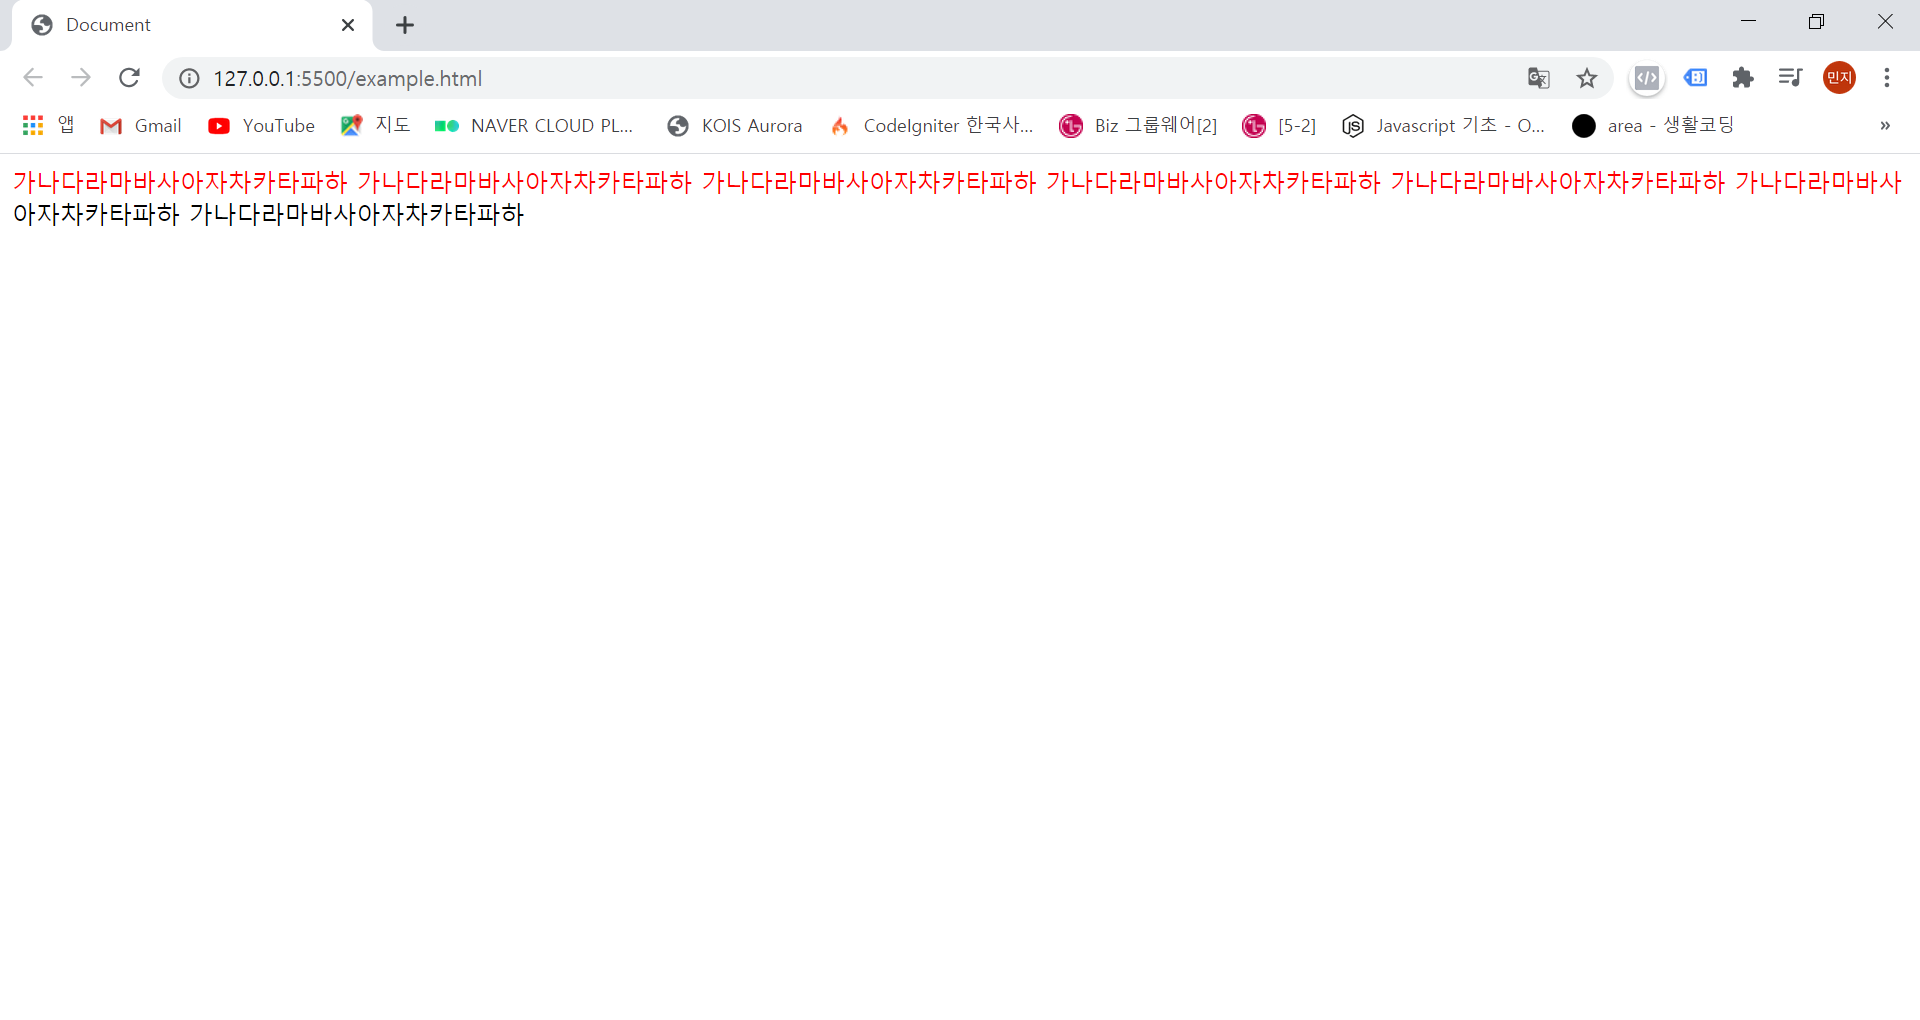 Document
127.0.0.1:5500/example.html
민지
앱 Gmail YouTube 지도 NAVER CLOUD PL... KOIS Aurora CodeIgniter 한국사... Biz 그룹웨어[2] [5-2] Javascript 기초 - O... area - 생활코딩 »
가나다라마바사아자차카타파하 가나다라마바사아자차카타파하 가나다라마바사아자차카타파하 가나다라마바사아자차카타파하 가나다라마바사아자차카타파하 가나다라마바사
아자차카타파하 가나다라마바사아자차카타파하